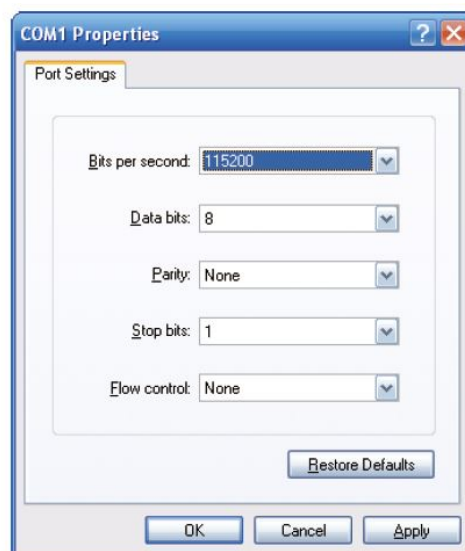 COM1 Properties
Port Settings
Bits per second: 115200
Data bits: 8
Parity: None
Stop bits: 1
Flow control: None
Restore Defaults
OK Cancel Apply